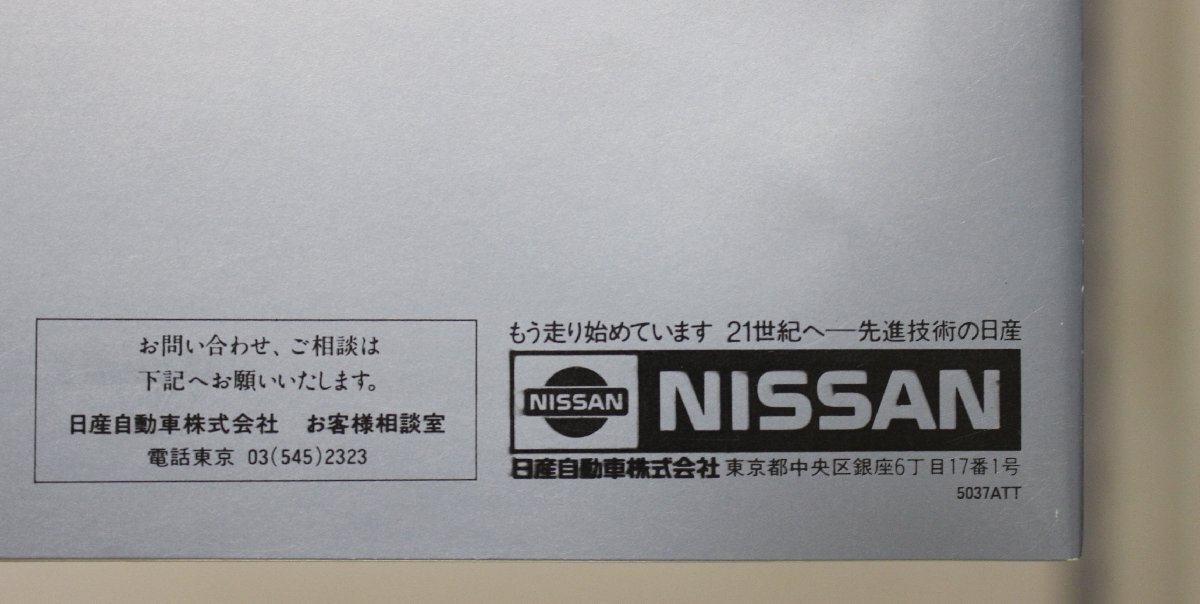 お問い合わせ、ご相談は
下記へお願いいたします。
日産自動車株式会社　お客様相談室
電話東京 03(545)2323
もう走り始めています 21世紀へ──先進技術の日産
NISSAN
NISSAN
日産自動車株式会社 東京都中央区銀座6丁目17番1号
5037ATT